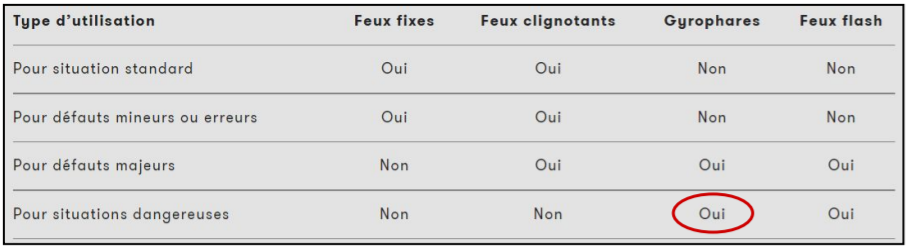 Type d'utilisation Feux fixes Feux clignotants Gyrophares Feux flash
Pour situation standard Oui Oui Non Non
Pour défauts mineurs ou erreurs Oui Oui Non Non
Pour défauts majeurs Non Oui Oui Oui
Pour situations dangereuses Non Non Oui Oui